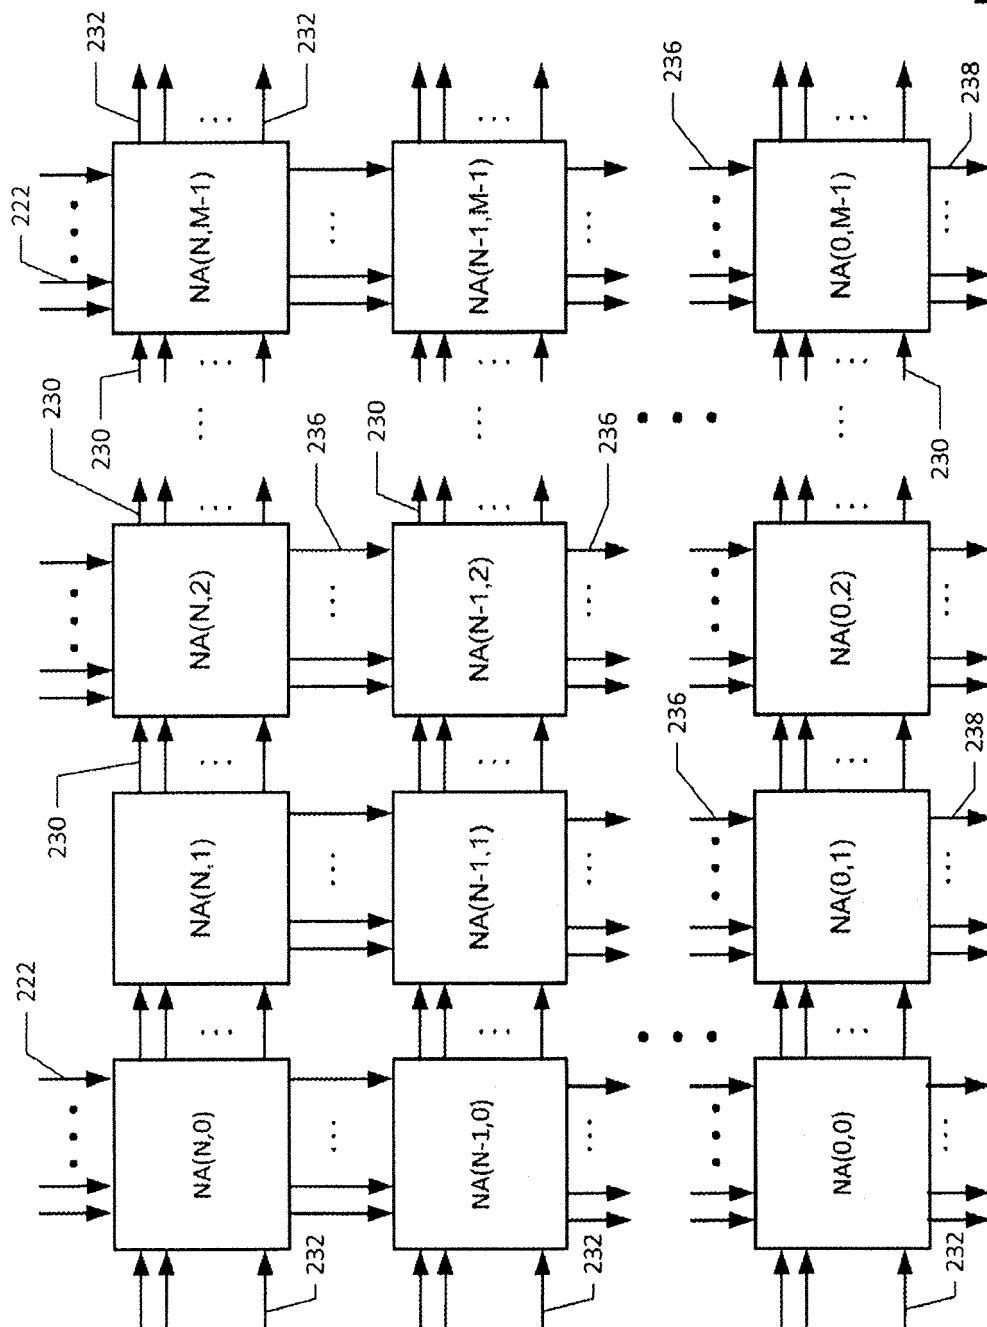 222
222
230
230
230
232
NA(N,0)
NA(N,1)
NA(N,2)
NA(N,M-1)
232
236
232
230
NA(N-1,0)
NA(N-1,1)
NA(N-1,2)
NA(N-1,M-1)
232
236
236
236
NA(0,0)
NA(0,1)
NA(0,2)
NA(0,M-1)
230
232
238
238